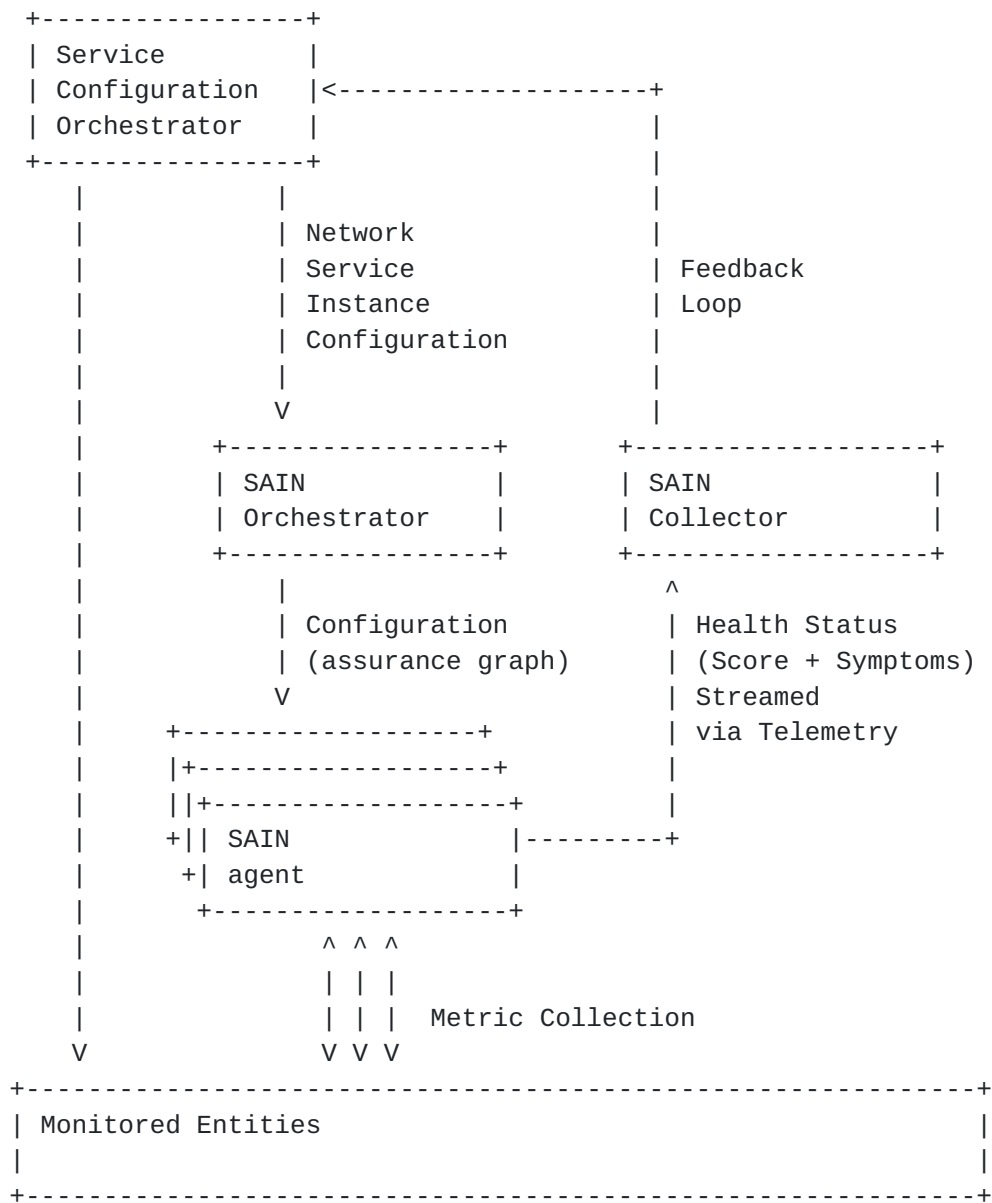 Service
Configuration
Orchestrator
Network
Service
Instance
Configuration
Feedback
Loop
SAIN
Orchestrator
SAIN
Collector
Configuration
(assurance graph)
Health Status
(Score + Symptoms)
Streamed
via Telemetry
SAIN
agent
Metric Collection
Monitored Entities